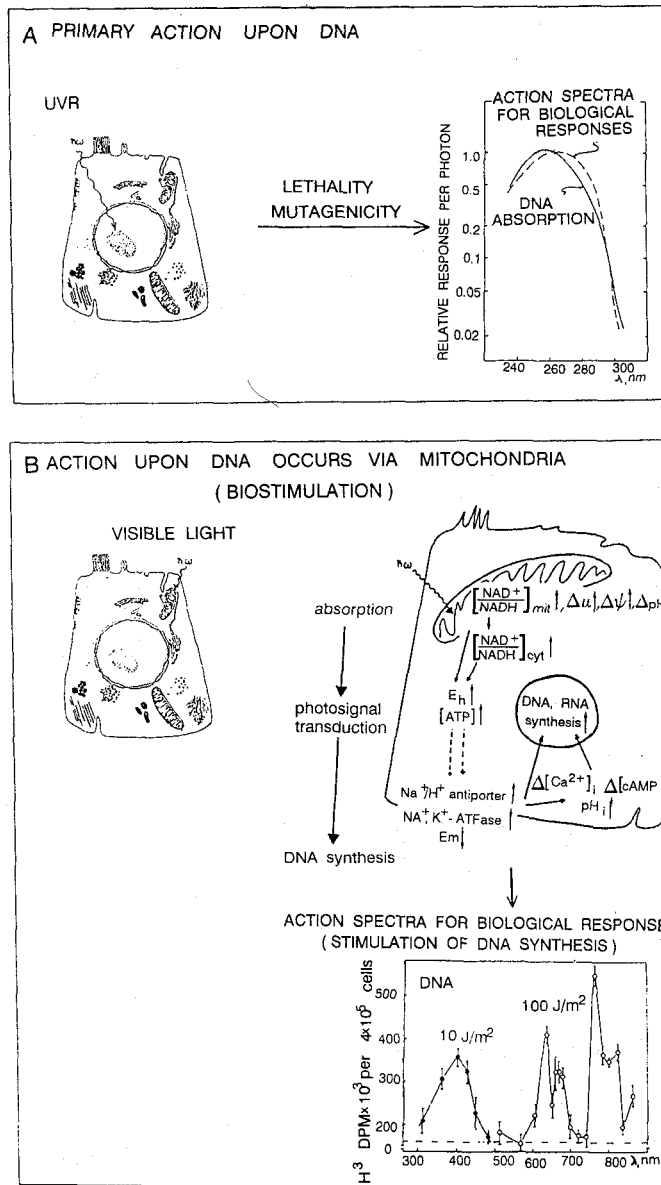 A PRIMARY ACTION UPON DNA
UVR
ħω
LETHALITY
MUTAGENICITY
ACTION SPECTRA
FOR BIOLOGICAL
RESPONSES
DNA
ABSORPTION
RELATIVE RESPONSE PER PHOTON
1.0
0.5
0.2
0.1
0.05
0.02
240 260 280 300
λ, nm
B ACTION UPON DNA OCCURS VIA MITOCHONDRIA
( BIOSTIMULATION )
VISIBLE LIGHT
ħω
absorption
photosignal
transduction
DNA synthesis
ħω
[NAD+/NADH]mit↑, Δμ↑, Δψ↑, ΔpH
[NAD+/NADH]cyt↑
Eh↑
[ATP]↑
DNA, RNA
synthesis↑
Na+/H+ antiporter ↑
NA+, K+- ATFase ↑
Em↓
Δ[Ca2+]i Δ[cAMP
pHi↑
ACTION SPECTRA FOR BIOLOGICAL RESPONSE
( STIMULATION OF DNA SYNTHESIS )
H3 DPM×103 per 4×105 cells
DNA
10 J/m2
100 J/m2
500
400
300
200
0
300 400 500 600 700 800 λ, nm